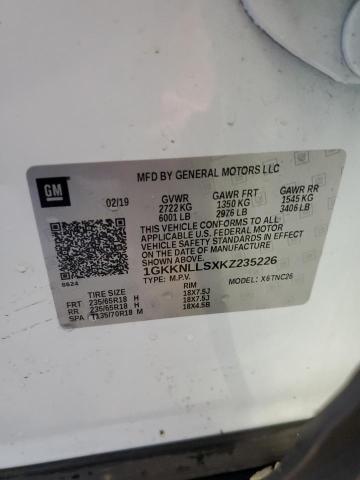 GM
MFD BY GENERAL MOTORS LLC
02/19
GVWR GAWR FRT GAWR RR
2722 KG 1350 KG 1545 KG
6001 LB 2976 LB 3406 LB
THIS VEHICLE CONFORMS TO ALL
APPLICABLE U.S. FEDERAL MOTOR
VEHICLE SAFETY STANDARDS IN
EFFECT ON THE DATE OF
MANUFACTURE SHOWN ABOVE.
1GKKNLLSXKZ235226
TYPE: M.P.V. MODEL: X6TNC26
8624
TIRE SIZE RIM
FRT 235/65R18 H 18X7.5J
RR 235/65R18 H 18X7.5J
SPA T135/70R18 M 18X4.5B